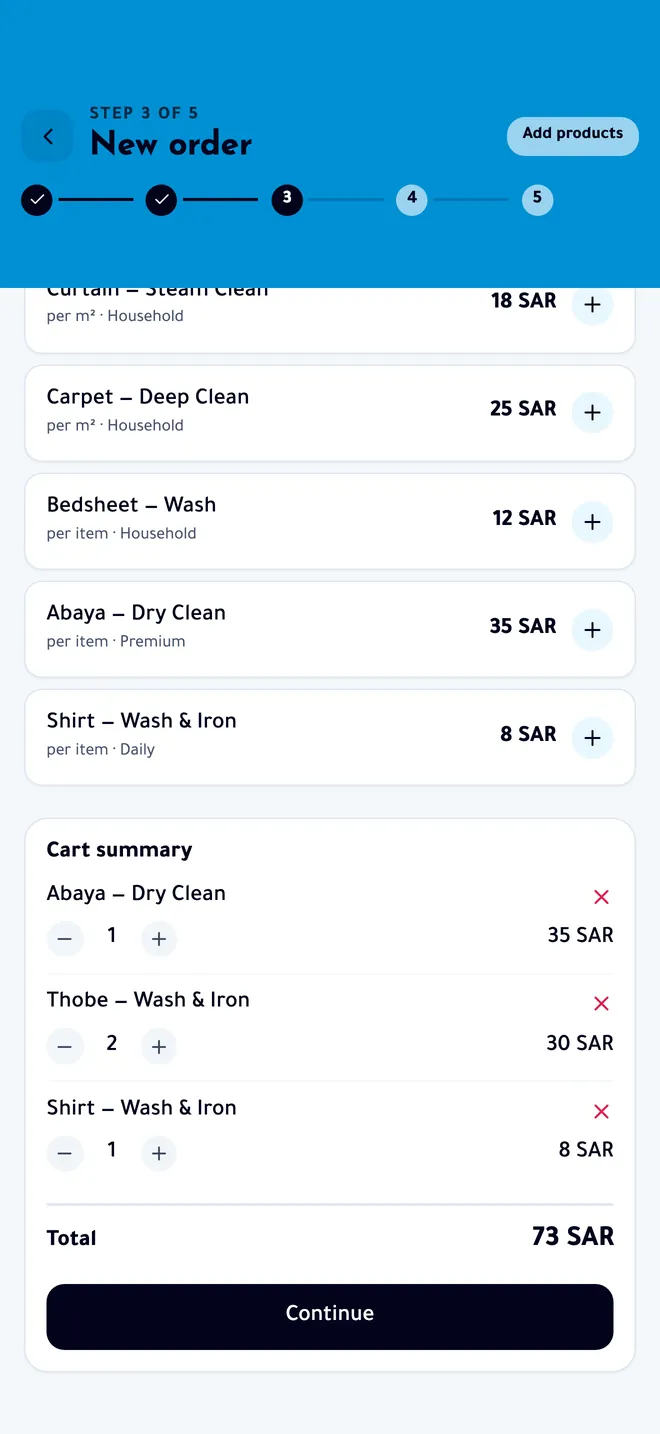 STEP 3 OF 5
New order
Add products
3
4
5
Curtain – Steam Clean
per m² · Household
18 SAR
Carpet – Deep Clean
per m² · Household
25 SAR
Bedsheet – Wash
per item · Household
12 SAR
Abaya – Dry Clean
per item · Premium
35 SAR
Shirt – Wash & Iron
per item · Daily
8 SAR
Cart summary
Abaya – Dry Clean
1
35 SAR
Thobe – Wash & Iron
2
30 SAR
Shirt – Wash & Iron
1
8 SAR
Total
73 SAR
Continue